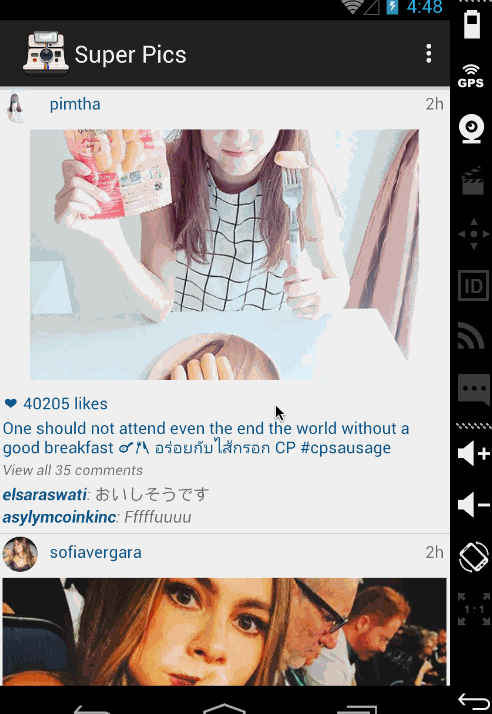 4:48
Super Pics
GPS
pimtha
2h
ID
40205 likes
One should not attend even the end the world without a
good breakfast 🍳🍴 อร่อยกับไส้กรอก CP #cpsausage
View all 35 comments
elsaraswati: おいしそうです
asylymcoinkinc: Fffffuuuu
sofiavergara
2h
1:1